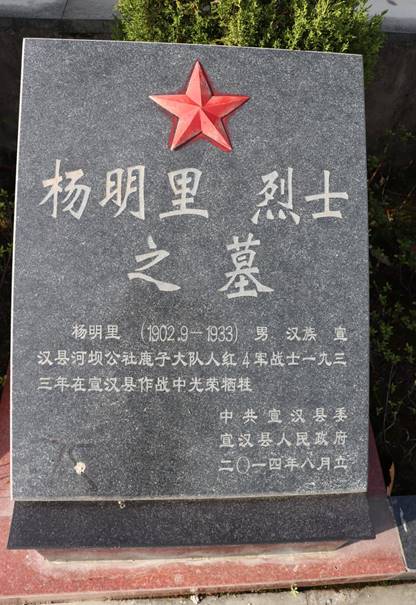 杨明里 烈士
之墓
杨明里 (1902.9-1933) 男 汉族 宣
汉县河坝公社鹿子大队人红4军战士一九三
三年在宣汉县作战中光荣牺牲
中共宣汉县委
宣汉县人民政府
二〇一四年八月立